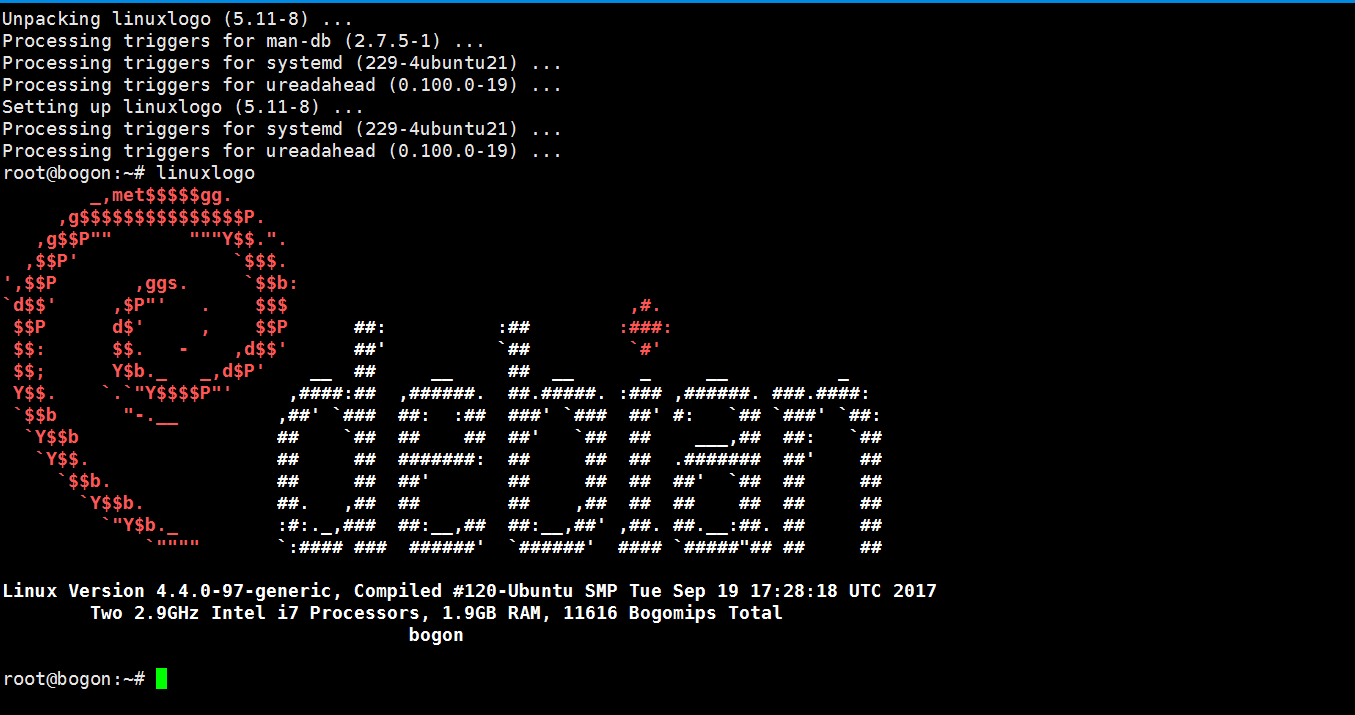 Unpacking linuxlogo (5.11-8) ...
Processing triggers for man-db (2.7.5-1) ...
Processing triggers for systemd (229-4ubuntu21) ...
Processing triggers for ureadahead (0.100.0-19) ...
Setting up linuxlogo (5.11-8) ...
Processing triggers for systemd (229-4ubuntu21) ...
Processing triggers for ureadahead (0.100.0-19) ...
root@bogon:~# linuxlogo
        _,met$$$$$gg.
     ,g$$$$$$$$$$$$$$$P.
   ,g$$P""       """Y$$.".
  ,$$P'              `$$$.
',$$P       ,ggs.     `$$b:
`d$$'     ,$P"'   .    $$$                               ,#.
 $$P      d$'     ,    $$P      ##:          :##        :###:
 $$:      $$.   -    ,d$$'      ##'          `##         `#'
 $$;      Y$b._   _,d$P'    __  ##     __     ##  __      _     __          _
 Y$$.    `.`"Y$$$$P"'     ,####:##  ,######.  ##.#####. :### ,######. ###.####:
 `$$b      "-.__         ,##' `###  ##:  :##  ###' `###  ##' #:   `## `###' `##:
  `Y$$b                  ##    `##  ##    ##  ##'   `##  ##    ___,##  ##:   `##
   `Y$$.                 ##     ##  #######:  ##     ##  ##  .#######  ##'    ##
     `$$b.               ##     ##  ##'       ##     ##  ##  ##'  `##  ##     ##
       `Y$$b.            ##.   ,##  ##        ##    ,##  ##  ##    ##  ##     ##
         `"Y$b._         :#:._,###  ##:__,##  ##:__,##' ,##. ##.__:##. ##     ##
             `""""       `:#### ###  ######'  `######'  #### `#####"## ##     ##
Linux Version 4.4.0-97-generic, Compiled #120-Ubuntu SMP Tue Sep 19 17:28:18 UTC 2017
Two 2.9GHz Intel i7 Processors, 1.9GB RAM, 11616 Bogomips Total
bogon
root@bogon:~#